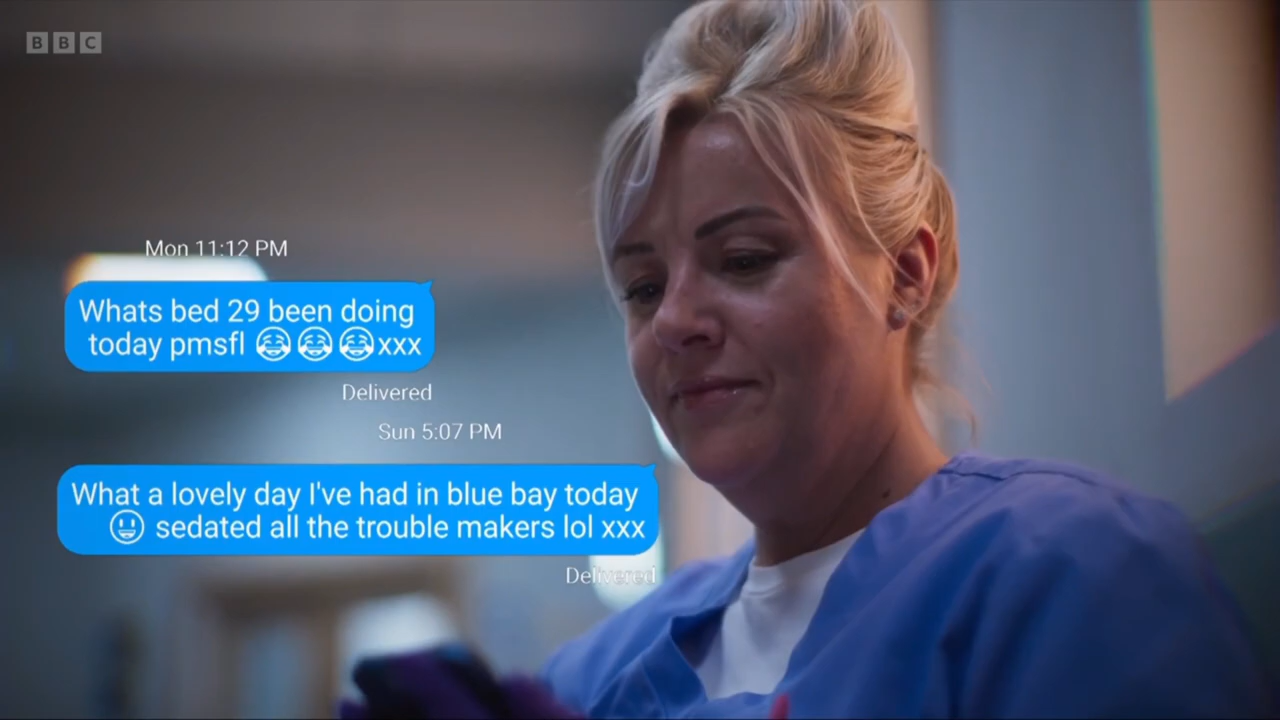 BBC
Mon 11:12 PM
Whats bed 29 been doing
today pmsfl 😂😂😂xxx
Delivered
Sun 5:07 PM
What a lovely day I've had in blue bay today
😃 sedated all the trouble makers lol xxx
Delivered